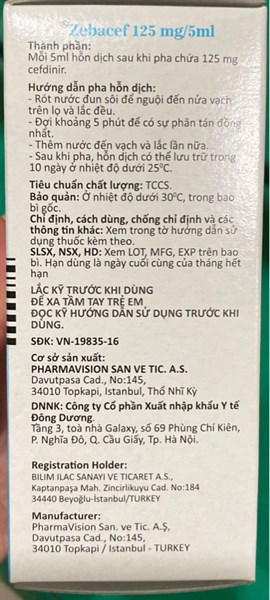 Zebacef 125 mg/5ml
Thành phần:
Mỗi 5ml hỗn dịch sau khi pha chứa 125 mg
cefdinir.
Hướng dẫn pha hỗn dịch:
- Rót nước đun sôi để nguội đến nửa vạch
trên lọ và lắc đều.
- Đợi khoảng 5 phút để có sự phân tán đồng
nhất.
- Thêm nước đến vạch và lắc lần nữa.
- Sau khi pha, hỗn dịch có thể lưu trữ trong
10 ngày ở nhiệt độ dưới 25°C.
Tiêu chuẩn chất lượng: TCCS.
Bảo quản: Ở nhiệt độ dưới 30°C, trong bao
bì gốc.
Chỉ định, cách dùng, chống chỉ định và các
thông tin khác: Xem trong tờ hướng dẫn sử
dụng thuốc kèm theo.
SLSX, NSX, HD: Xem LOT, MFG, EXP trên bao
bì. Hạn dùng là ngày cuối cùng của tháng hết
hạn
LẮC KỸ TRƯỚC KHI DÙNG
ĐỂ XA TẦM TAY TRẺ EM
ĐỌC KỸ HƯỚNG DẪN SỬ DỤNG TRƯỚC KHI
DÙNG.
SĐK: VN-19835-16
Cơ sở sản xuất:
PHARMAVISION SAN VE TIC. A.S.
Davutpasa Cad., No:145,
34010 Topkapi, Istanbul, Thổ Nhĩ Kỳ
DNNK: Công ty Cổ phần Xuất nhập khẩu Y tế
Đông Dương.
Tầng 3, toà nhà Galaxy, số 69 Phùng Chí Kiên,
P. Nghĩa Đô, Q. Cầu Giấy, Tp. Hà Nội.
Registration Holder:
BILIM ILAC SANAYI VE TICARET A.S.,
Kaptanpaşa Mah. Zincirlikuyu Cad. No:184
34440 Beyoğlu-İstanbul/TURKEY
Manufacturer:
PharmaVision San ve Tic. A.Ş,
Davutpasa Cad., No:145,
34010 Topkapi / Istanbul - TURKEY